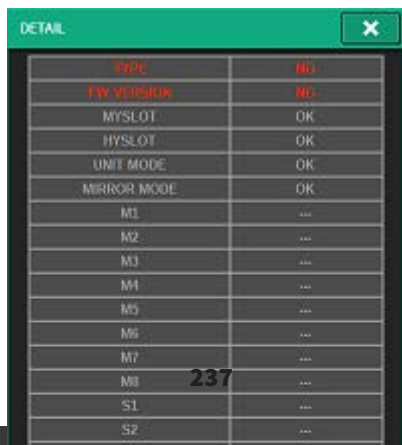 DETAIL
TYPE NG
FW VERSION NG
MYSLOT OK
HYSLOT OK
UNIT MODE OK
MIRROR MODE OK
M1 ---
M2 ---
M3 ---
M4 ---
M5 ---
M6 ---
M7 ---
M8 ---
237
S1 ---
S2 ---